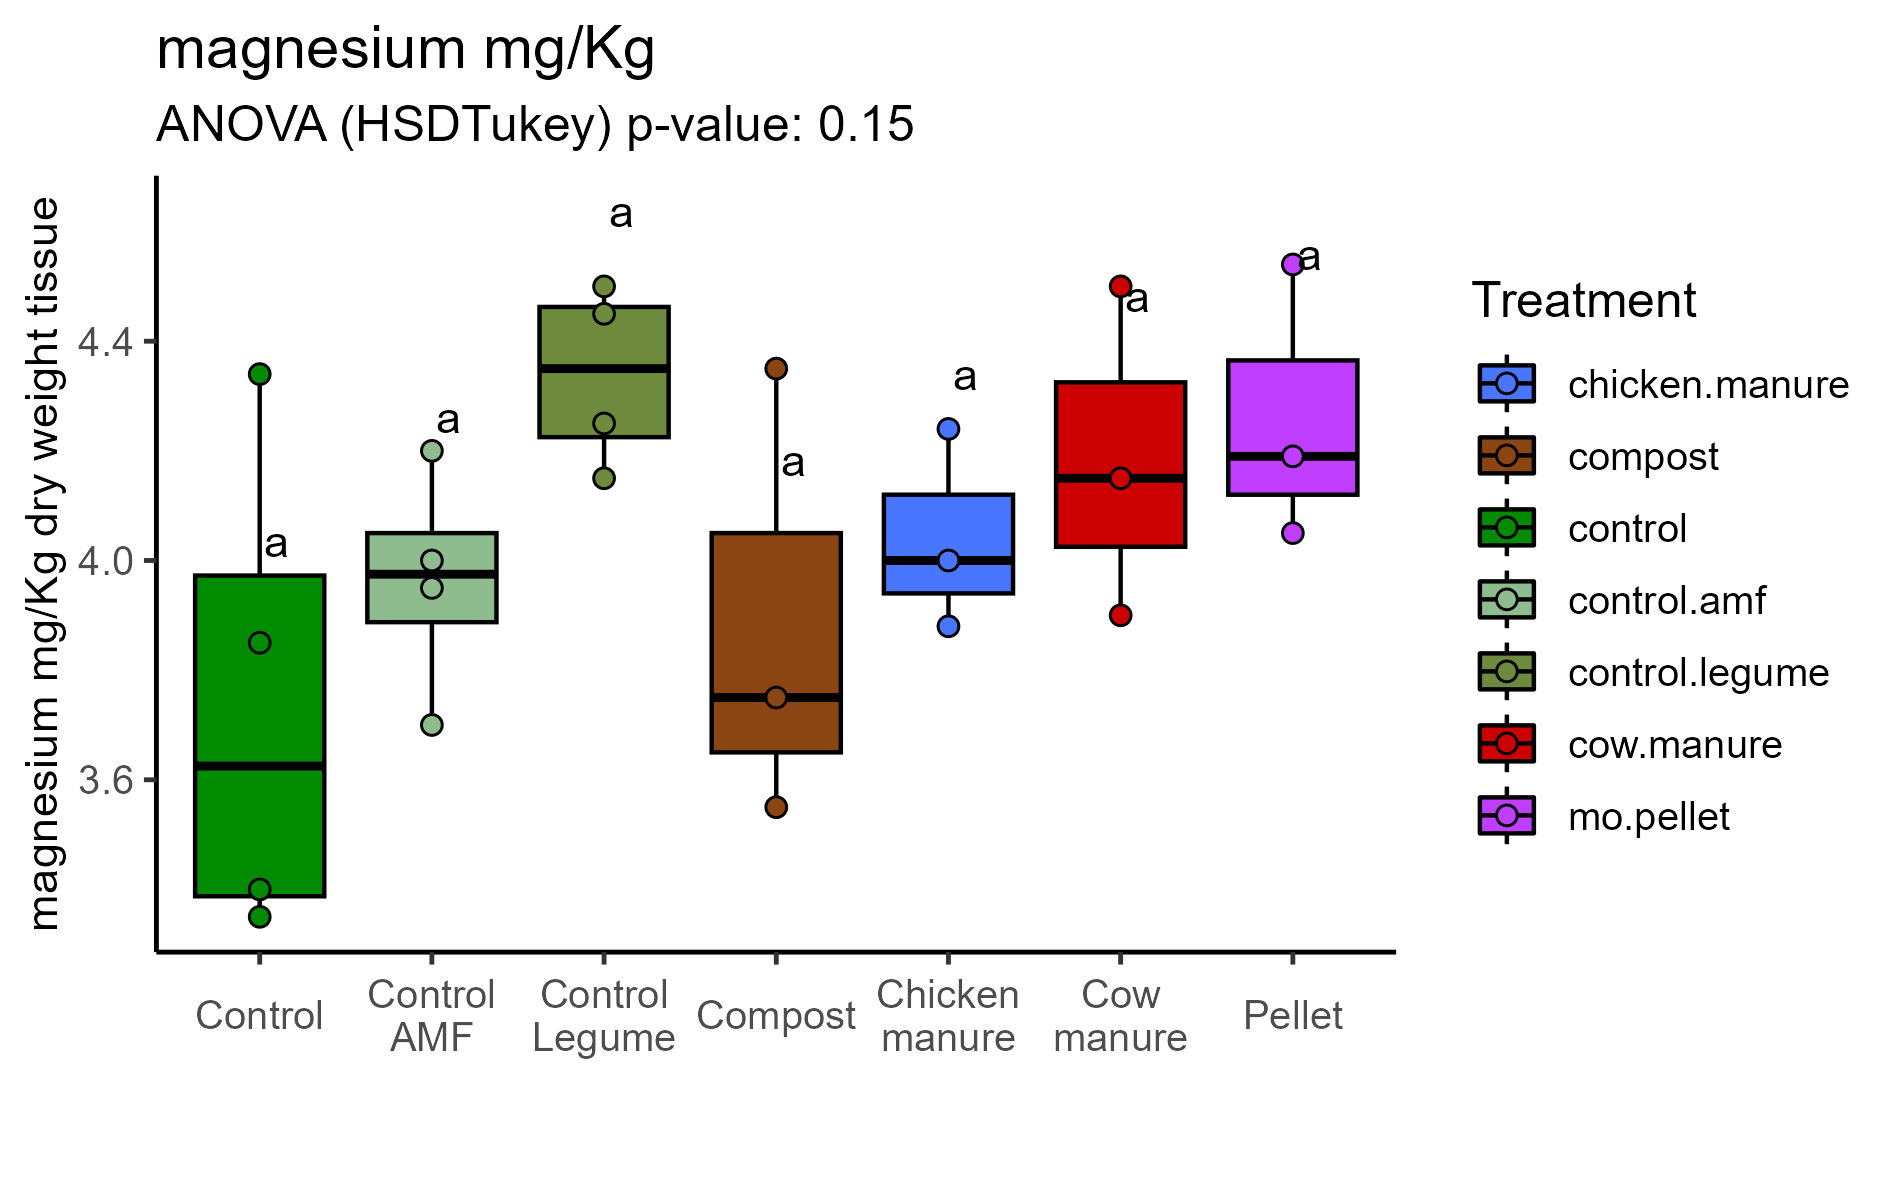 magnesium mg/Kg
ANOVA (HSDTukey) p-value: 0.15
magnesium mg/Kg dry weight tissue
4.4
4.0
3.6
a
a
a
a
a
a
a
Control
Control
AMF
Control
Legume
Compost
Chicken
manure
Cow
manure
Pellet
Treatment
chicken.manure
compost
control
control.amf
control.legume
cow.manure
mo.pellet